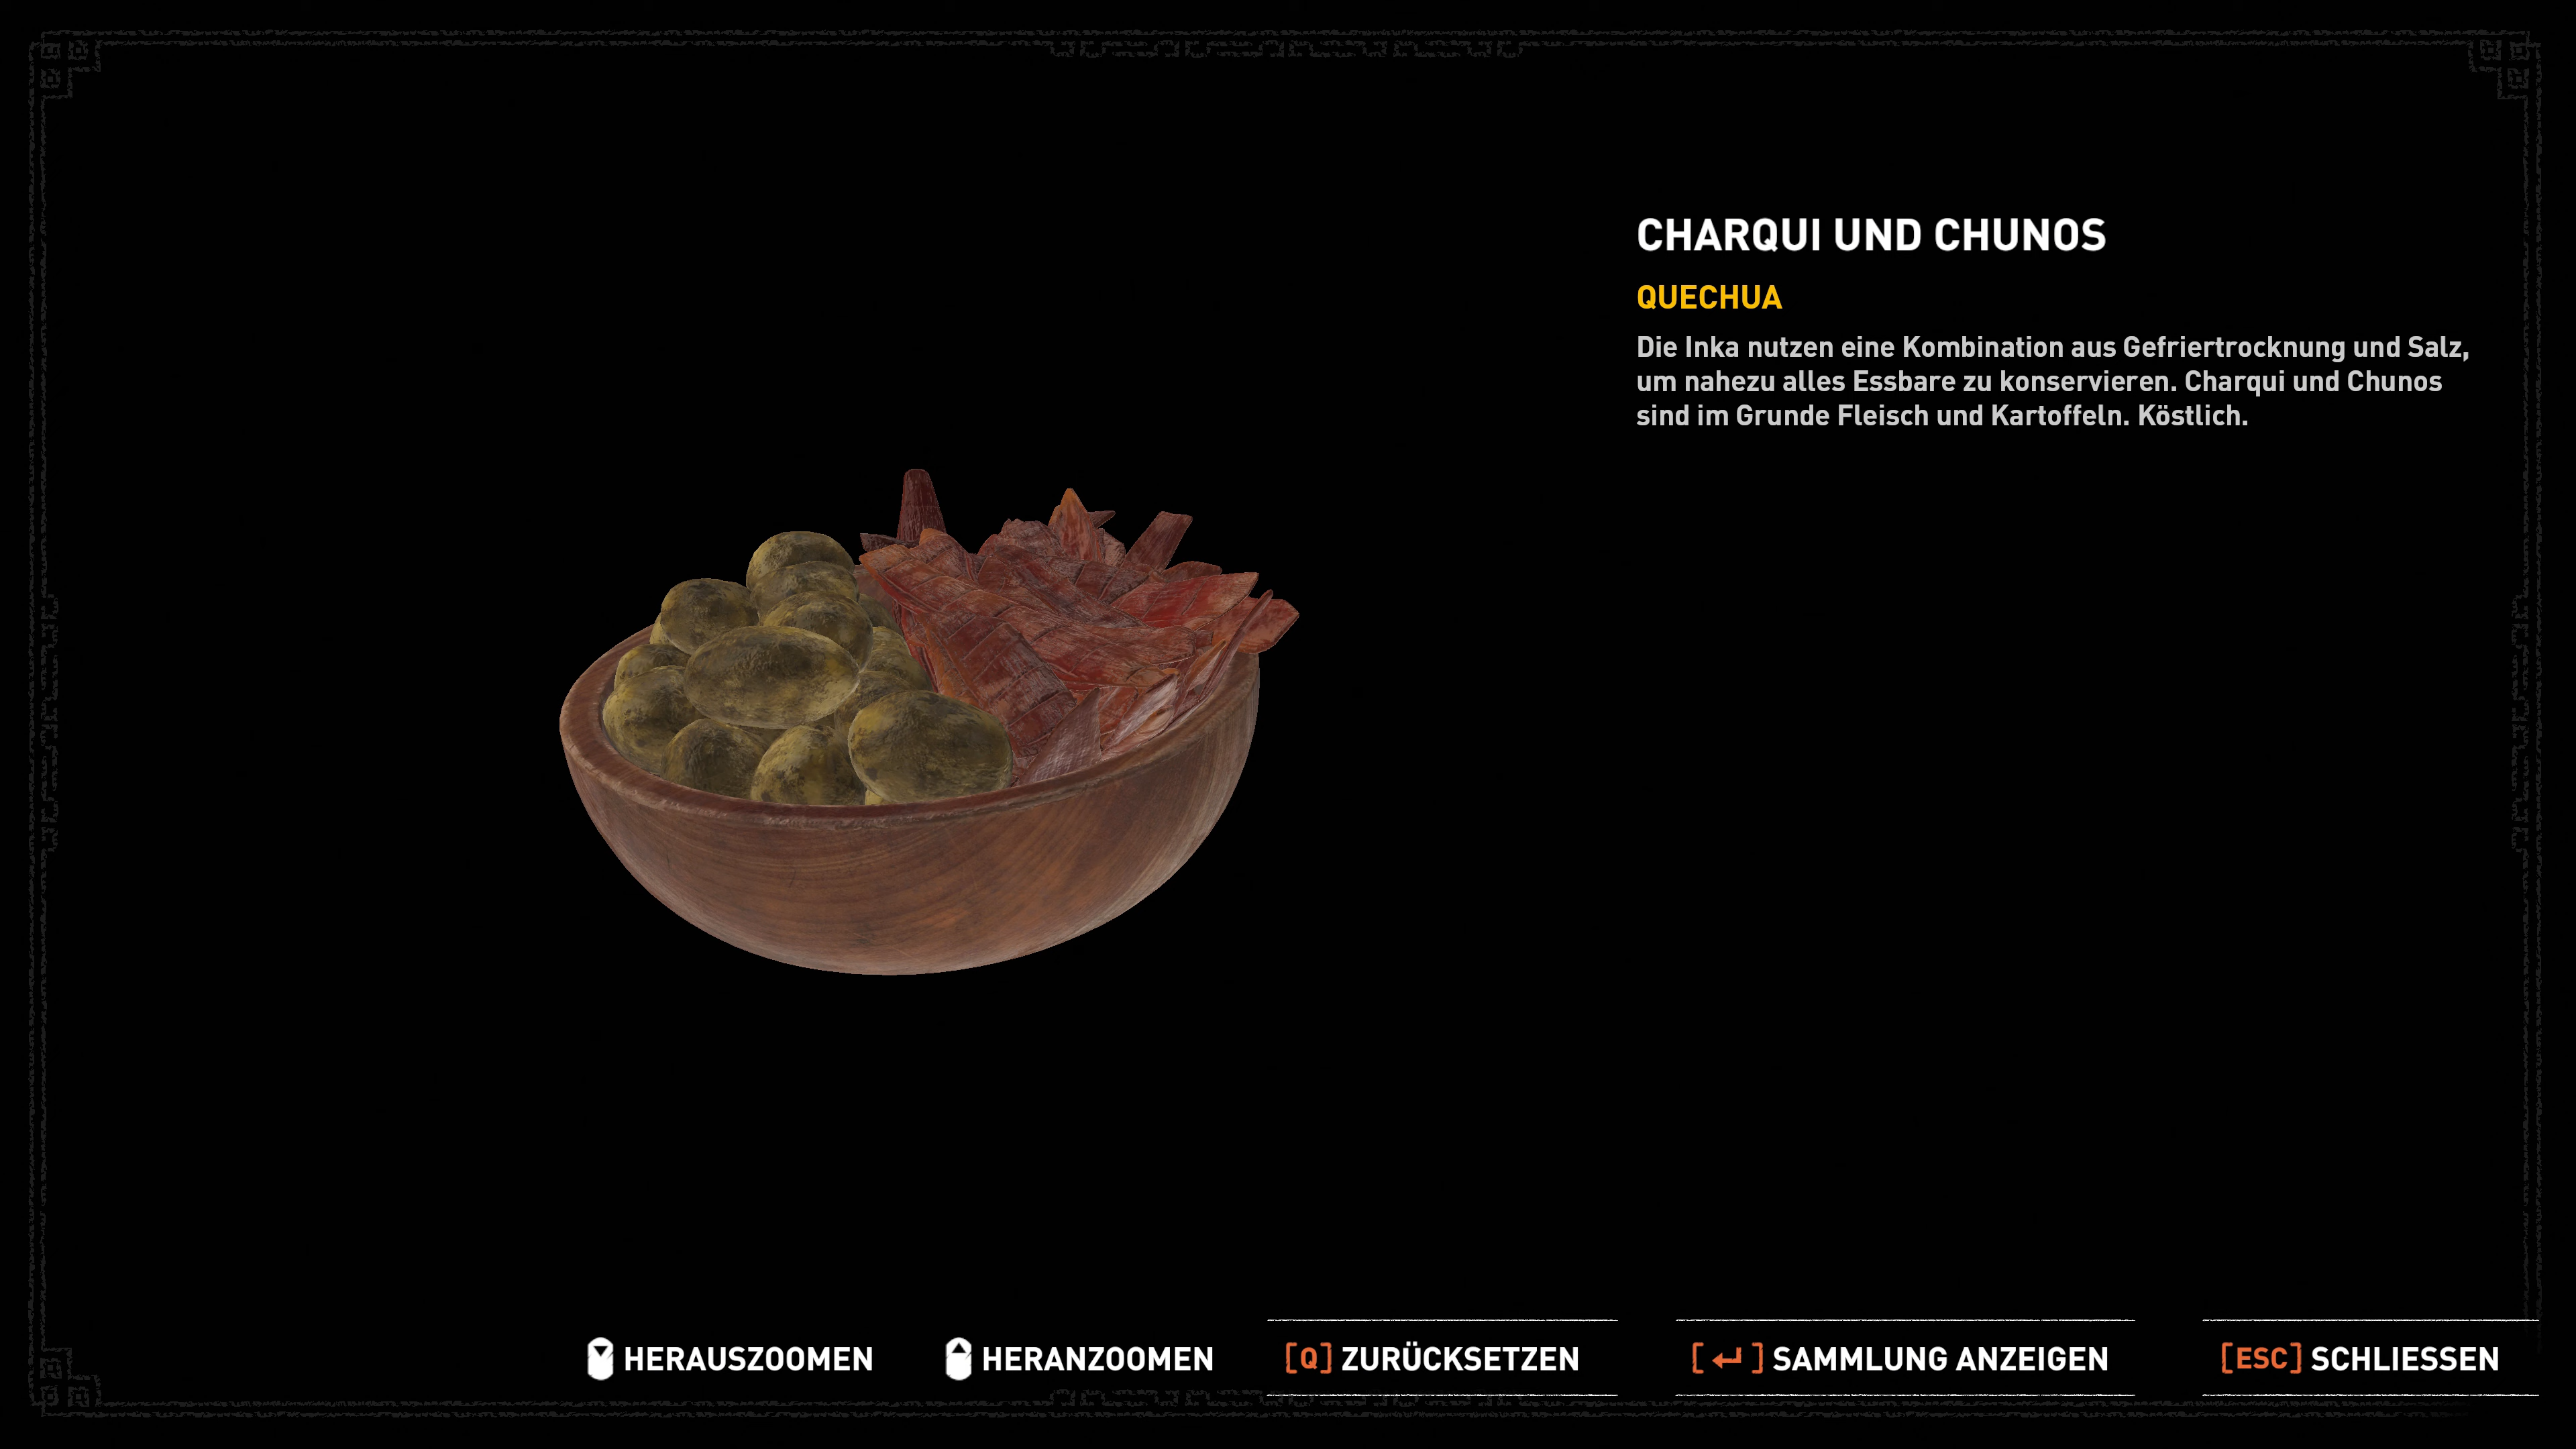 CHARQUI UND CHUNOS
QUECHUA
Die Inka nutzen eine Kombination aus Gefriertrocknung und Salz,
um nahezu alles Essbare zu konservieren. Charqui und Chunos
sind im Grunde Fleisch und Kartoffeln. Köstlich.
HERAUSZOOMEN
HERANZOOMEN
[Q] ZURÜCKSETZEN
[↵] SAMMLUNG ANZEIGEN
[ESC] SCHLIESSEN